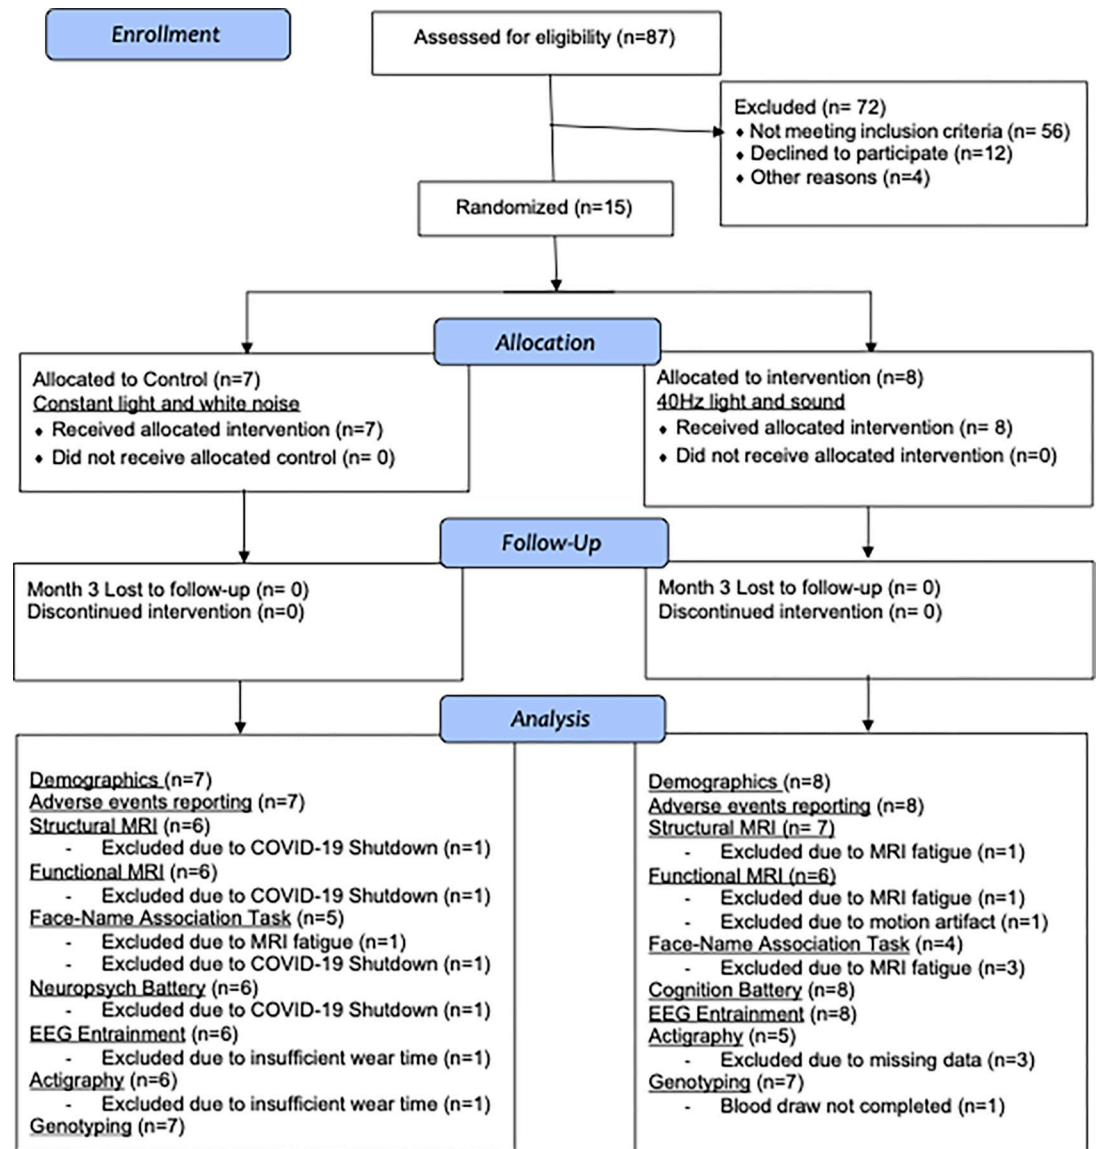 Enrollment
Assessed for eligibility (n=87)
Excluded (n= 72)
♦ Not meeting inclusion criteria (n= 56)
♦ Declined to participate (n=12)
♦ Other reasons (n=4)
Randomized (n=15)
Allocation
Allocated to Control (n=7)
Constant light and white noise
♦ Received allocated intervention (n=7)
♦ Did not receive allocated control (n= 0)
Allocated to intervention (n=8)
40Hz light and sound
♦ Received allocated intervention (n= 8)
♦ Did not receive allocated intervention (n=0)
Follow-Up
Month 3 Lost to follow-up (n= 0)
Discontinued intervention (n=0)
Month 3 Lost to follow-up (n= 0)
Discontinued intervention (n= 0)
Analysis
Demographics (n=7)
Adverse events reporting (n=7)
Structural MRI (n=6)
- Excluded due to COVID-19 Shutdown (n=1)
Functional MRI (n=6)
- Excluded due to COVID-19 Shutdown (n=1)
Face-Name Association Task (n=5)
- Excluded due to MRI fatigue (n=1)
- Excluded due to COVID-19 Shutdown (n=1)
Neuropsych Battery (n=6)
- Excluded due to COVID-19 Shutdown (n=1)
EEG Entrainment (n=6)
- Excluded due to insufficient wear time (n=1)
Actigraphy (n=6)
- Excluded due to insufficient wear time (n=1)
Genotyping (n=7)
Demographics (n=8)
Adverse events reporting (n=8)
Structural MRI (n= 7)
- Excluded due to MRI fatigue (n=1)
Functional MRI (n=6)
- Excluded due to MRI fatigue (n=1)
- Excluded due to motion artifact (n=1)
Face-Name Association Task (n=4)
- Excluded due to MRI fatigue (n=3)
Cognition Battery (n=8)
EEG Entrainment (n=8)
Actigraphy (n=5)
- Excluded due to missing data (n=3)
Genotyping (n=7)
- Blood draw not completed (n=1)